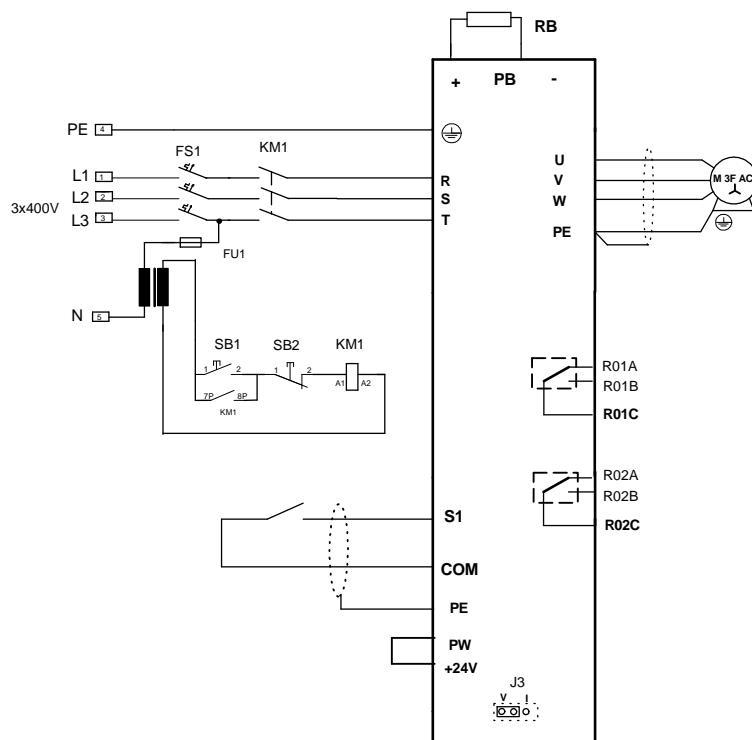 RB
+ PB -
PE 4
FS1 KM1
L1 1 R
L2 2 S
3x400V
L3 3 T
U
V
W
PE
M 3F AC
FU1
N 5
SB1 SB2 KM1
1 2 1 2 A1 A2
7P 8P
KM1
R01A
R01B
R01C
R02A
R02B
R02C
S1
COM
PE
PW
+24V
J3
V I